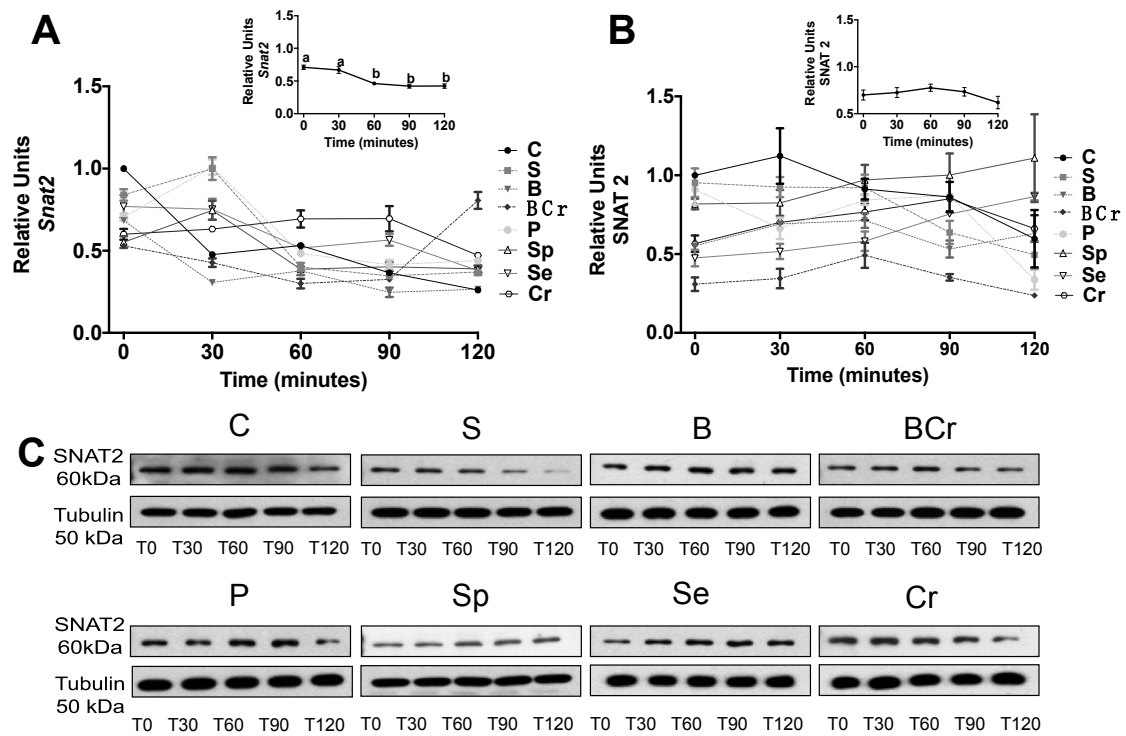 A
Relative Units
Snat2
1.0
0.5
0.0
a
a
b
b
b
0
30
60
90
120
Time (minutes)
Relative Units
Snat2
1.5
1.0
0.5
0.0
0
30
60
90
120
Time (minutes)
C
S
B
BCr
P
Sp
Se
Cr
B
Relative Units
SNAT 2
1.5
1.0
0.5
0
30
60
90
120
Time (minutes)
Relative Units
SNAT 2
1.5
1.0
0.5
0.0
0
30
60
90
120
Time (minutes)
C
S
B
BCr
P
Sp
Se
Cr
C
C
S
B
BCr
SNAT2
60kDa
Tubulin
50 kDa
T0 T30 T60 T90 T120
T0 T30 T60 T90 T120
T0 T30 T60 T90 T120
T0 T30 T60 T90 T120
P
Sp
Se
Cr
SNAT2
60kDa
Tubulin
50 kDa
T0 T30 T60 T90 T120
T0 T30 T60 T90 T120
T0 T30 T60 T90 T120
T0 T30 T60 T90 T120